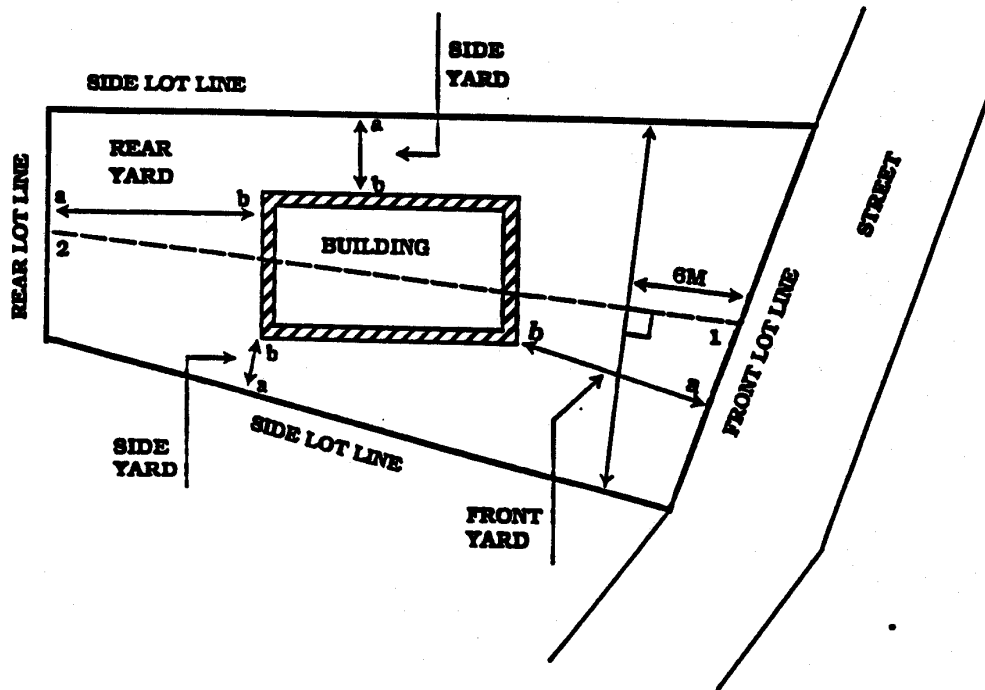 SIDE
YARD
SIDE LOT LINE
a
REAR
YARD
b
a
b
REAR LOT LINE
2
BUILDING
STREET
6M
1
FRONT LOT LINE
b
a
b
a
SIDE LOT LINE
SIDE
YARD
FRONT
YARD